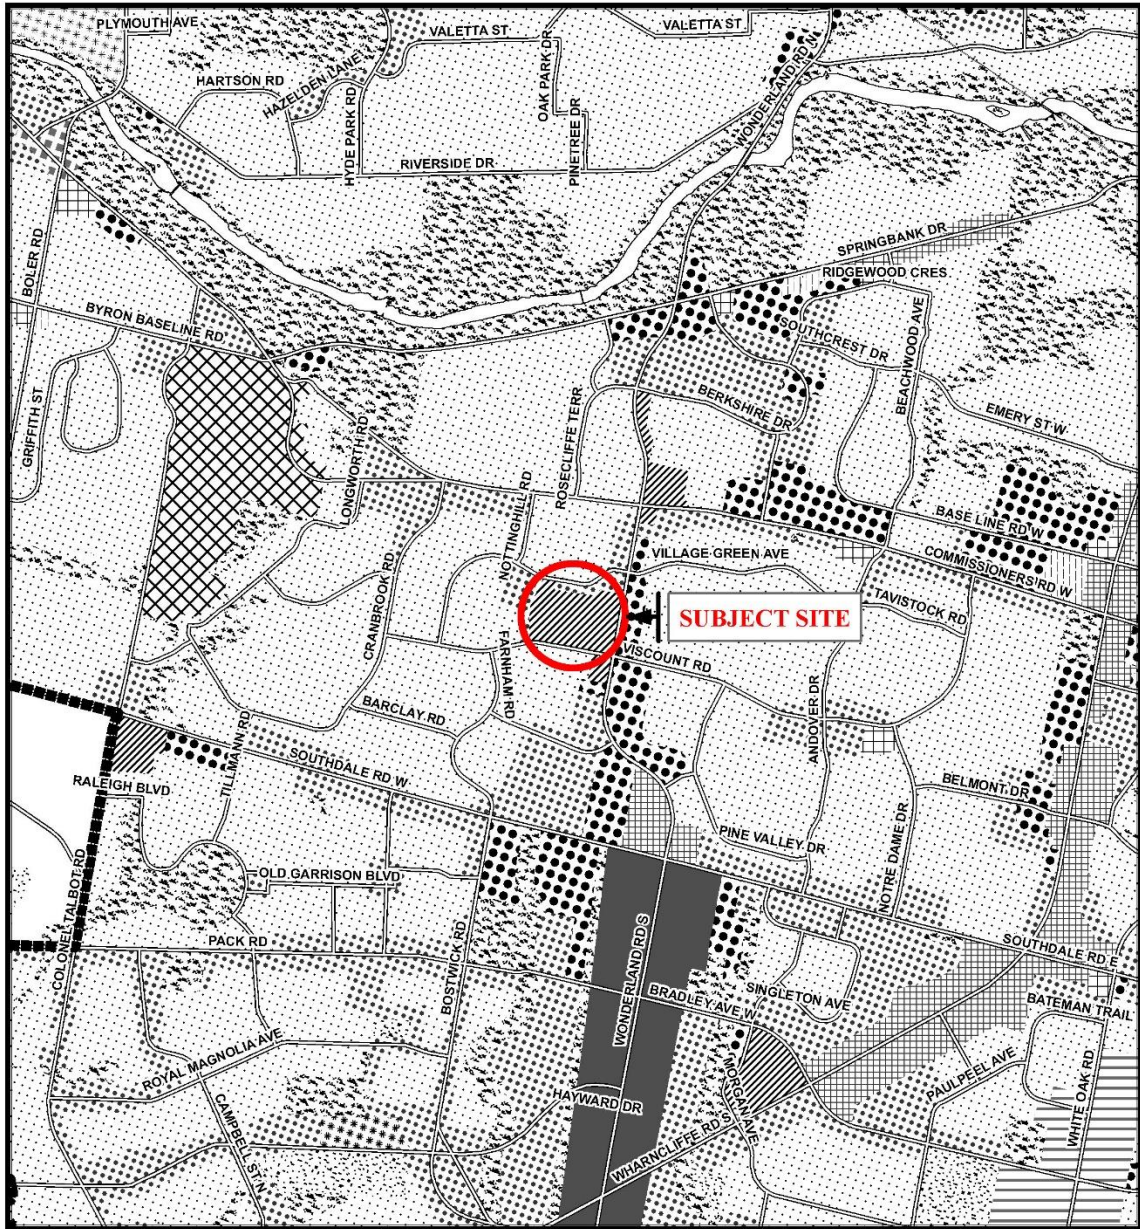 PLYMOUTH AVE
VALETTA ST
VALETTA ST
OAK PARK DR
WONDERLAND RD N
HARTSON RD
HAZELDEN LANE
HYDE PARK RD
PINETREE DR
RIVERSIDE DR
BOLER RD
SPRINGBANK DR
RIDGEWOOD CRES
BYRON BASELINE RD
SOUTHCREST DR
BEACHWOOD AVE
GRIFFITH ST
ROSECLIFFE TERR
BERKSHIRE DR
EMERY ST W
LONGWORTH RD
NOTTINGHILL RD
BASE LINE RD W
COMMISSIONERS RD W
VILLAGE GREEN AVE
CRANBROOK RD
TAVISTOCK RD
SUBJECT SITE
FARNHAM RD
VISCOUNT RD
BARCLAY RD
ANDOVER DR
TILLMANN RD
SOUTHDALE RD W
RALEIGH BLVD
BELMONT DR
PINE VALLEY DR
NOTRE DAME DR
COLONEL TALBOT RD
OLD GARRISON BLVD
PACK RD
BOSTWICK RD
WONDERLAND RD S
SOUTHDALE RD E
BRADLEY AVE W
SINGLETON AVE
BATEMAN TRAIL
ROYAL MAGNOLIA AVE
CAMPBELL ST N
HAYWARD DR
MORGAN AVE
PAULPEEL AVE
WHITE OAK RD
WHARNCLIFFE RD S